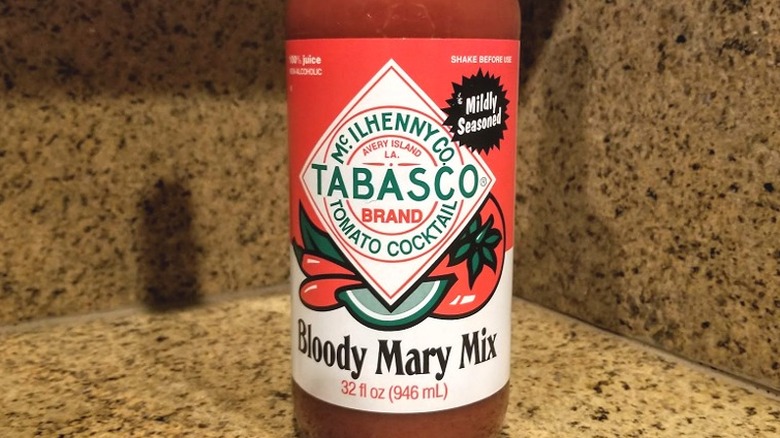 100% juice
NON-ALCOHOLIC
SHAKE BEFORE USE
Mildly
Seasoned
McILHENNY CO.
AVERY ISLAND
LA.
TABASCO®
BRAND
TOMATO COCKTAIL
Bloody Mary Mix
32 fl oz (946 mL)